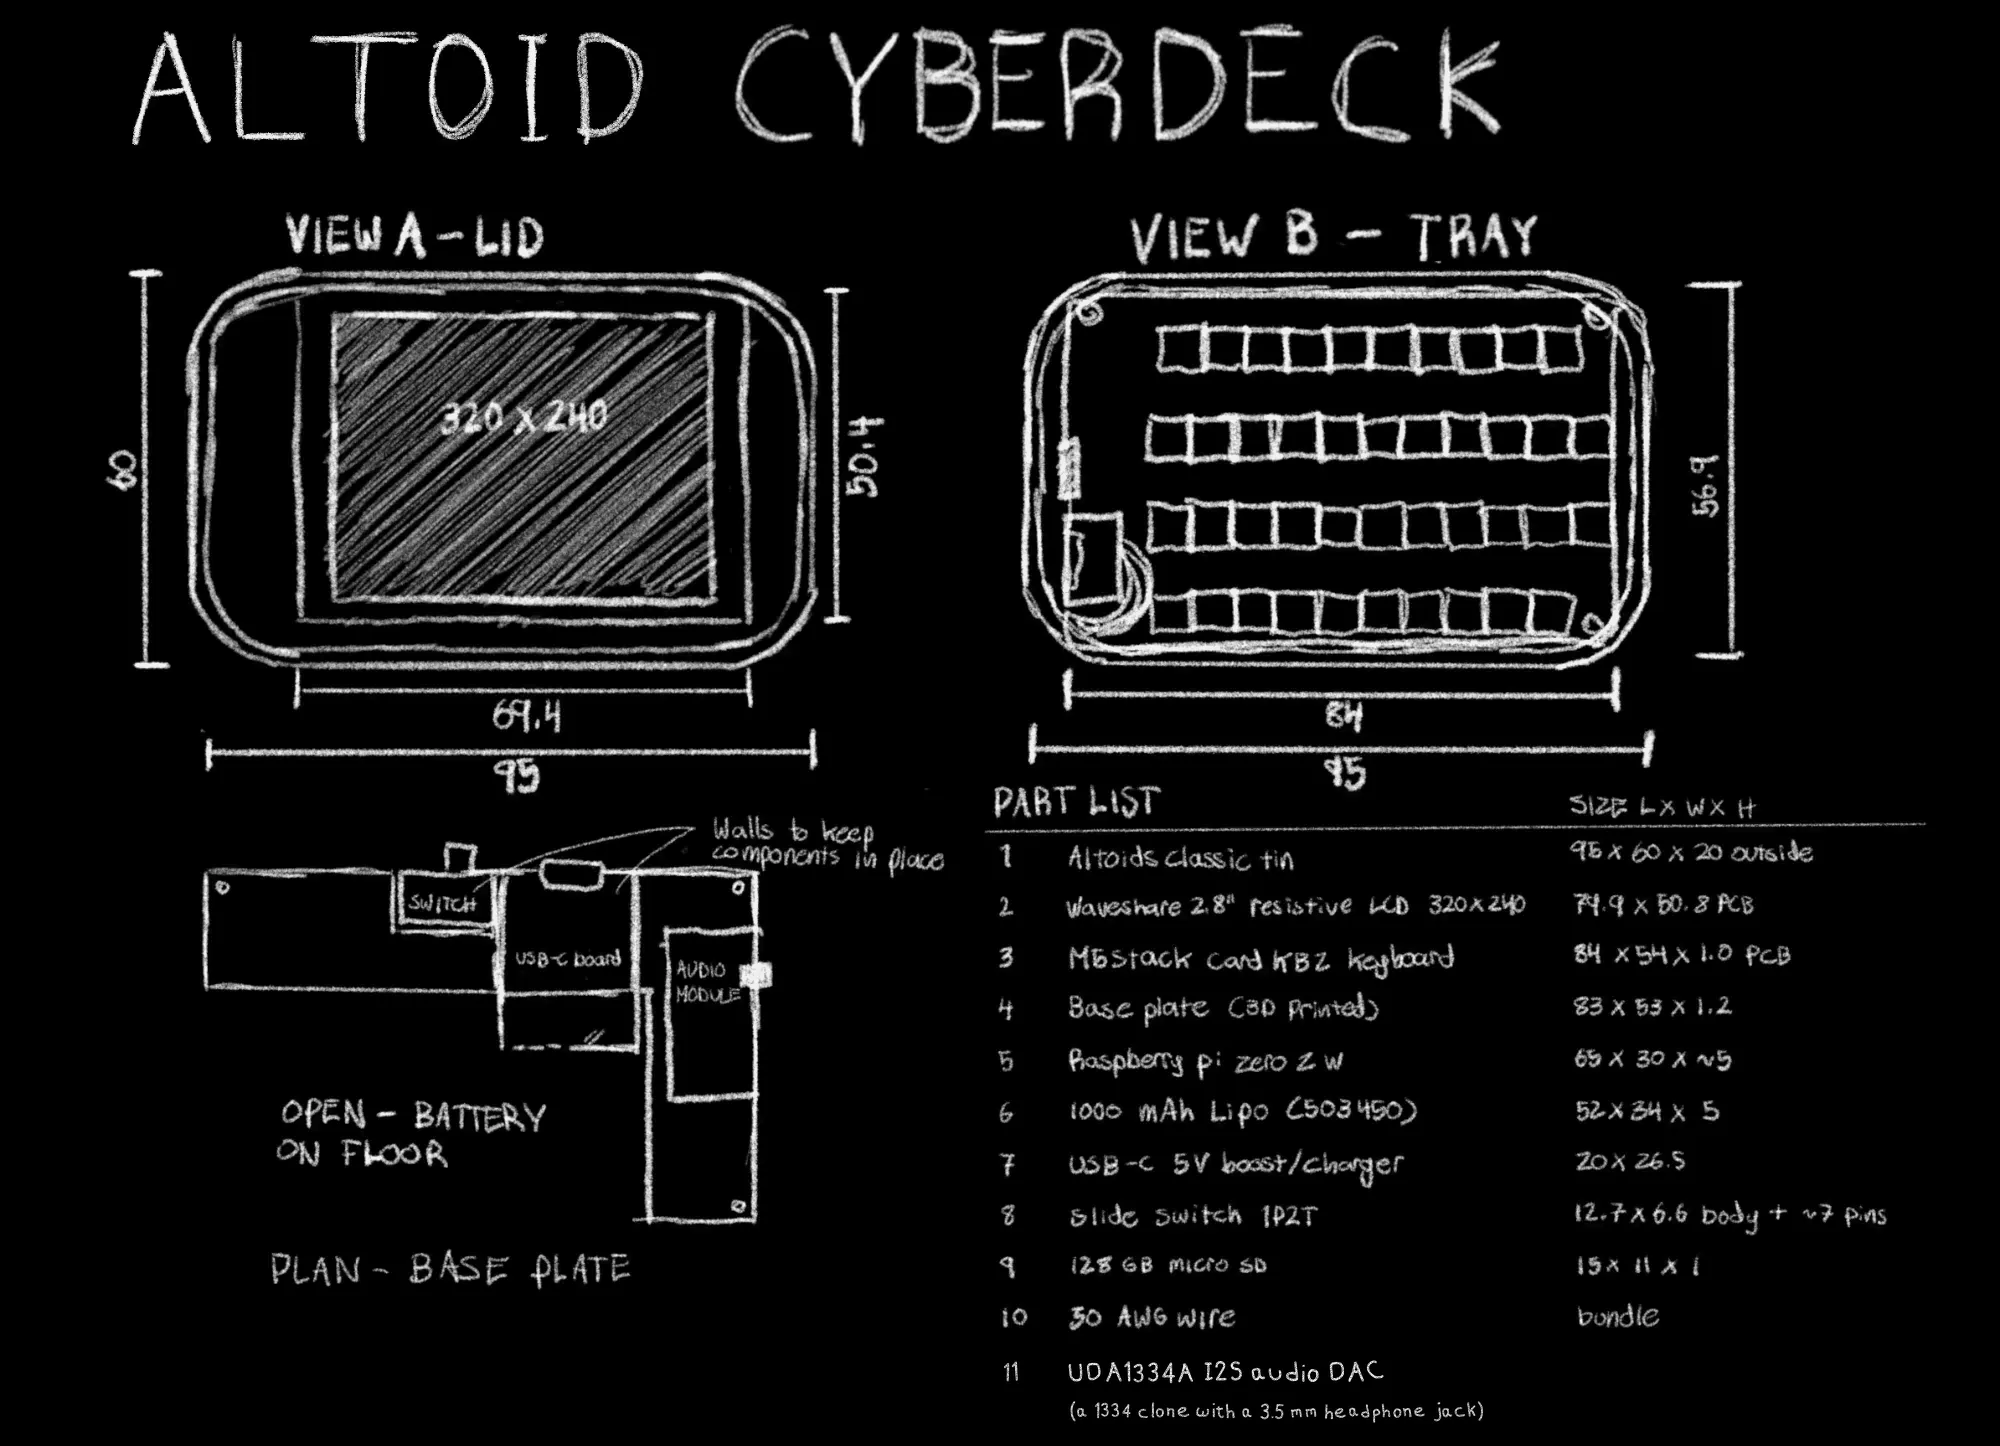 ALTOID CYBERDECK
VIEW A - LID
60
320 x 240
50.4
69.4
95
VIEW B - TRAY
56.9
84
95
Walls to keep
components in place
SWITCH
USB-C board
AUDIO
MODULE
OPEN - BATTERY
ON FLOOR
PLAN - BASE PLATE
PART LIST SIZE L x W x H
1 Altoids classic tin 95 x 60 x 20 outside
2 Waveshare 2.8" resistive LCD 320x240 79.9 x 50.8 PCB
3 M5stack Card KB2 keyboard 84 x 54 x 1.0 PCB
4 Base plate (3D Printed) 83 x 53 x 1.2
5 Raspberry pi zero 2 W 65 x 30 x ~5
6 1000 mAh Lipo (503450) 52 x 34 x 5
7 USB-C 5V boost/charger 20 x 26.5
8 Slide switch 1P2T 12.7 x 6.6 body + ~7 pins
9 128 GB micro SD 15 x 11 x 1
10 30 AWG wire bundle
11 UDA1334A I2S audio DAC
(a 1334 clone with a 3.5 mm headphone jack)